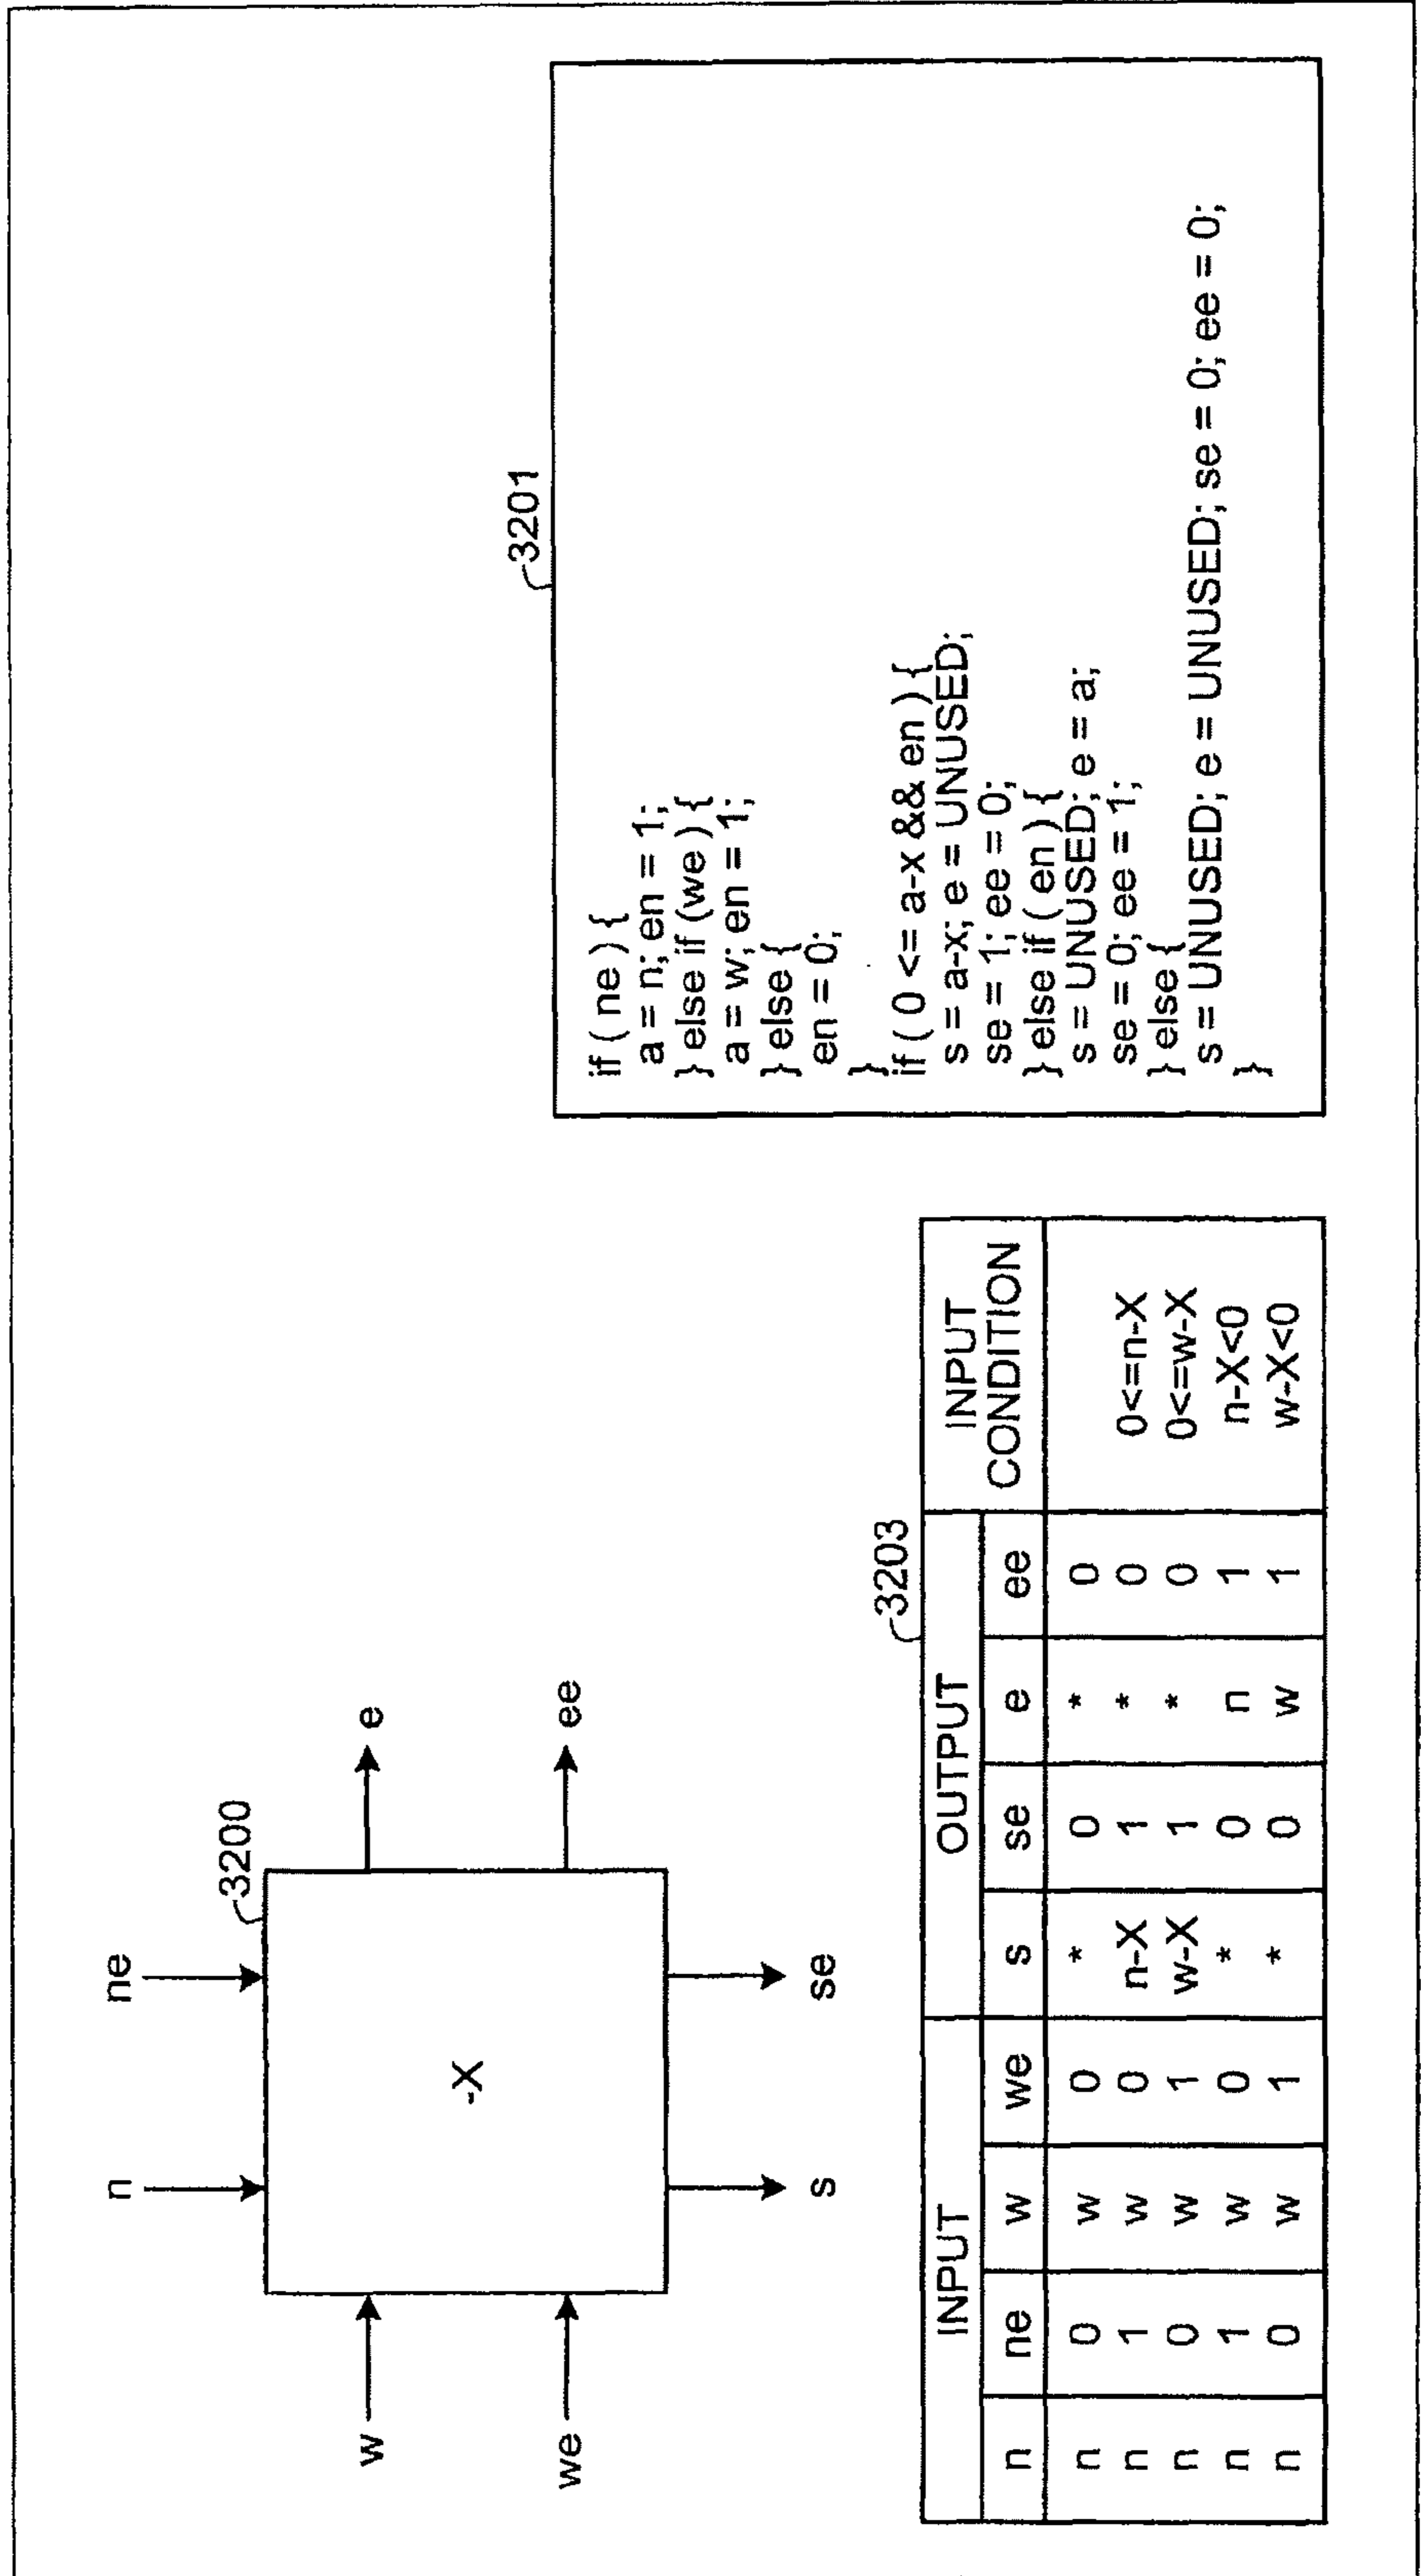 n
ne
3200
w
we
-X
e
ee
s
se
3201
if ( ne ) {
a = n; en = 1;
} else if (we ) {
a = w; en = 1;
} else {
en = 0;
}
if ( 0 <= a-x && en ) {
s = a-x; e = UNUSED;
se = 1; ee = 0;
} else if ( en ) {
s = UNUSED; e = a;
se = 0; ee = 1;
} else {
s = UNUSED; e = UNUSED; se = 0; ee = 0;
}
3203
INPUT OUTPUT INPUT CONDITION
n ne w we s se e ee
n 0 w 0 * 0 * 0
n 1 w 0 n-X 1 * 0 0<=n-X
n 0 w 1 w-X 1 * 0 0<=w-X
n 1 w 0 * 0 n 1 n-X<0
n 0 w 1 * 0 w 1 w-X<0